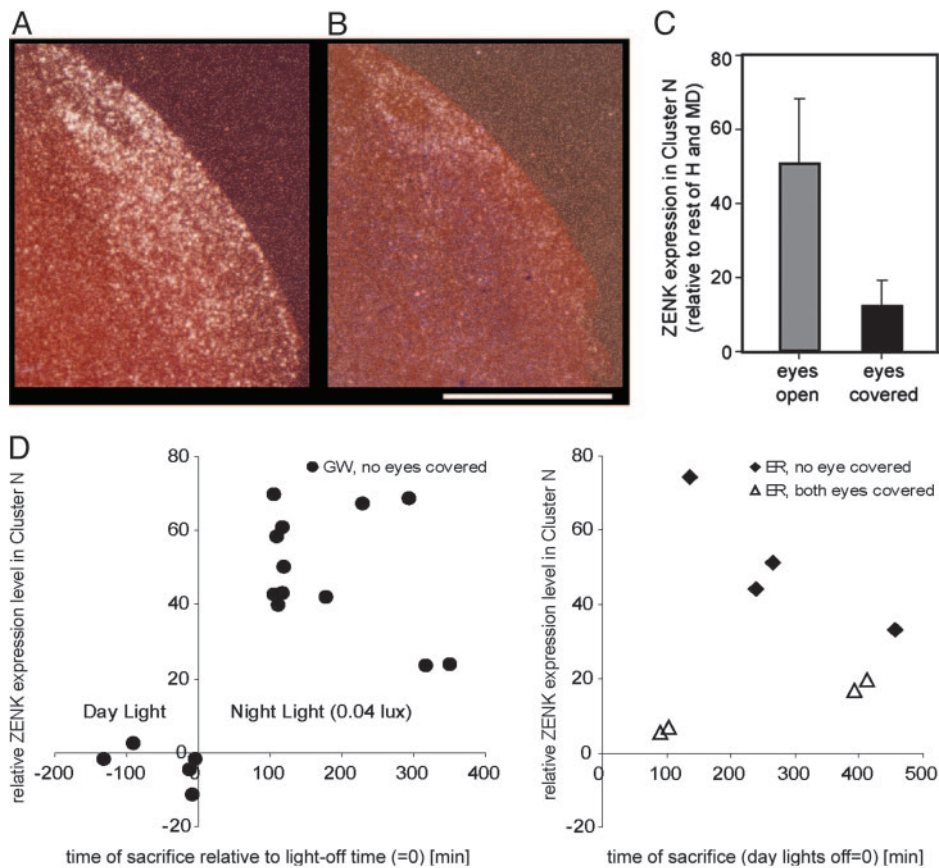 A
B
C
80
60
40
20
0
ZENK expression in Cluster N
(relative to rest of H and MD)
eyes
open
eyes
covered
D
relative ZENK expression level in Cluster N
80
60
40
20
0
-20
-200
-100
100
200
300
400
GW, no eyes covered
Day Light
Night Light (0.04 lux)
time of sacrifice relative to light-off time (=0) [min]
relative ZENK expression level in Cluster N
80
60
40
20
0
-20
0
100
200
300
400
500
ER, no eye covered
ER, both eyes covered
time of sacrifice (day lights off=0) [min]